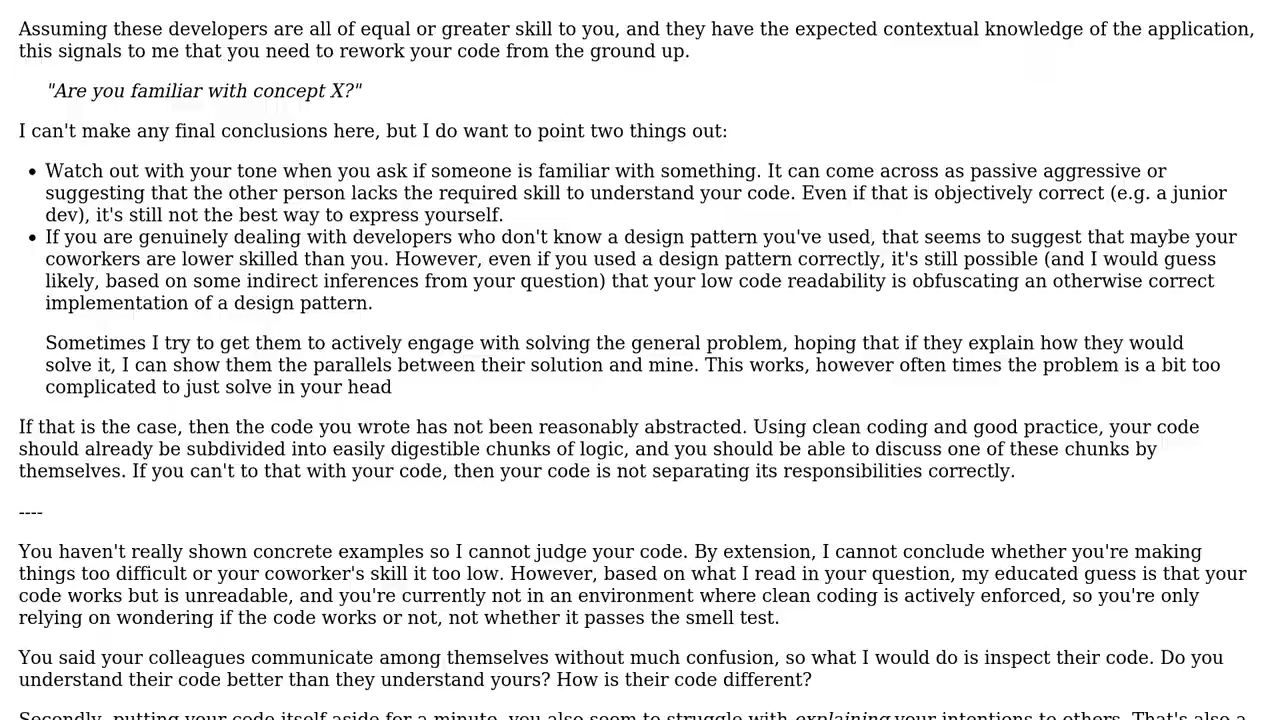 Assuming these developers are all of equal or greater skill to you, and they have the expected contextual knowledge of the application,
this signals to me that you need to rework your code from the ground up.
"Are you familiar with concept X?"
I can't make any final conclusions here, but I do want to point two things out:
• Watch out with your tone when you ask if someone is familiar with something. It can come across as passive aggressive or
suggesting that the other person lacks the required skill to understand your code. Even if that is objectively correct (e.g. a junior
dev), it's still not the best way to express yourself.
• If you are genuinely dealing with developers who don't know a design pattern you've used, that seems to suggest that maybe your
coworkers are lower skilled than you. However, even if you used a design pattern correctly, it's still possible (and I would guess
likely, based on some indirect inferences from your question) that your low code readability is obfuscating an otherwise correct
implementation of a design pattern.
Sometimes I try to get them to actively engage with solving the general problem, hoping that if they explain how they would
solve it, I can show them the parallels between their solution and mine. This works, however often times the problem is a bit too
complicated to just solve in your head
If that is the case, then the code you wrote has not been reasonably abstracted. Using clean coding and good practice, your code
should already be subdivided into easily digestible chunks of logic, and you should be able to discuss one of these chunks by
themselves. If you can't to that with your code, then your code is not separating its responsibilities correctly.
----
You haven't really shown concrete examples so I cannot judge your code. By extension, I cannot conclude whether you're making
things too difficult or your coworker's skill it too low. However, based on what I read in your question, my educated guess is that your
code works but is unreadable, and you're currently not in an environment where clean coding is actively enforced, so you're only
relying on wondering if the code works or not, not whether it passes the smell test.
You said your colleagues communicate among themselves without much confusion, so what I would do is inspect their code. Do you
understand their code better than they understand yours? How is their code different?
Secondly, putting your code itself aside for a minute, you also seem to struggle with explaining your intentions to others. That's also a